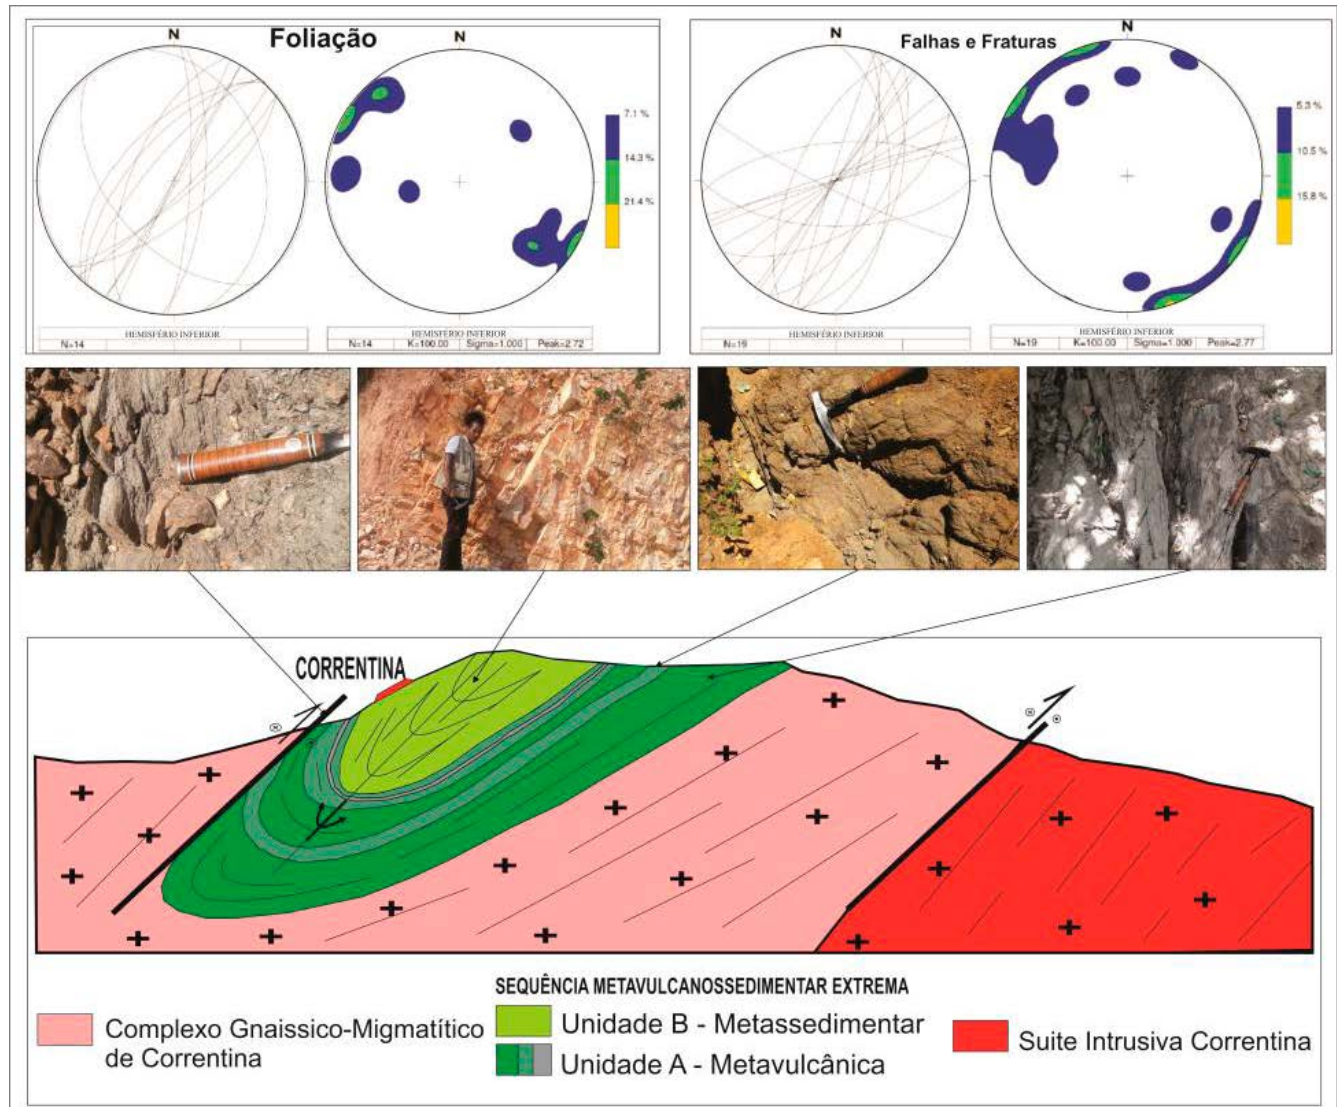 Foliação
N
N
7.1 %
14.3 %
21.4 %
HEMISFÉRIO INFERIOR
N=14
HEMISFÉRIO INFERIOR
N=14 K=100.00 Sigma=1.000 Peak=2.72
Falhas e Fraturas
N
N
5.3 %
10.5 %
15.8 %
HEMISFÉRIO INFERIOR
N=19
HEMISFÉRIO INFERIOR
N=19 K=100.00 Sigma=1.000 Peak=2.77
CORRENTINA
SEQUÊNCIA METAVULCANOSSEDIMENTAR EXTREMA
Complexo Gnaissico-Migmatítico
de Correntina
Unidade B - Metassedimentar
Unidade A - Metavulcânica
Suite Intrusiva Correntina